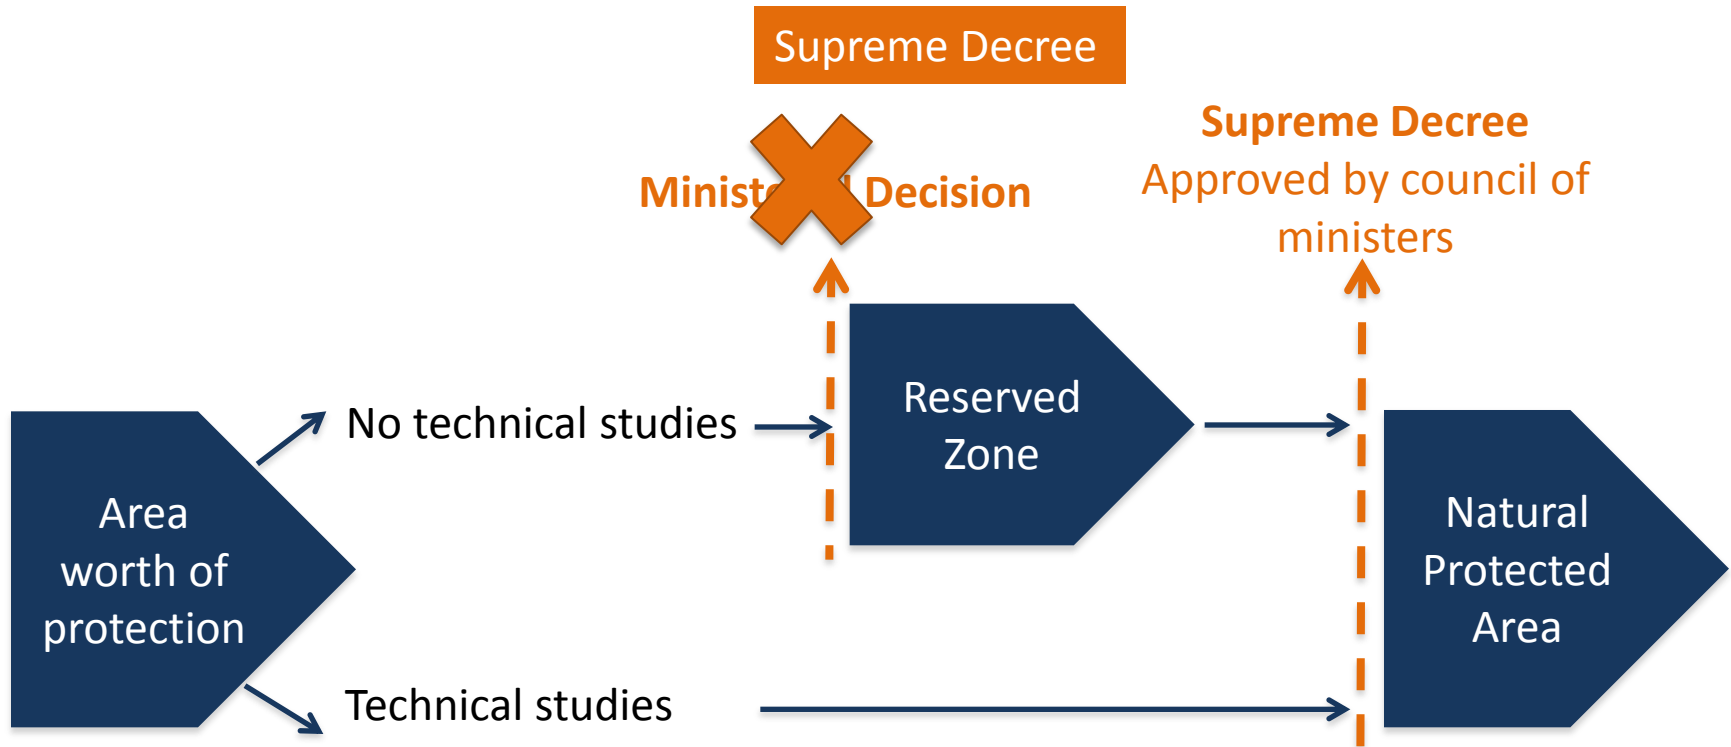 Supreme Decree
Decision
Supreme Decree
Approved by council of
ministers
No technical studies
Reserved
Zone
Area
worth of
protection
Natural
Protected
Area
Technical studies